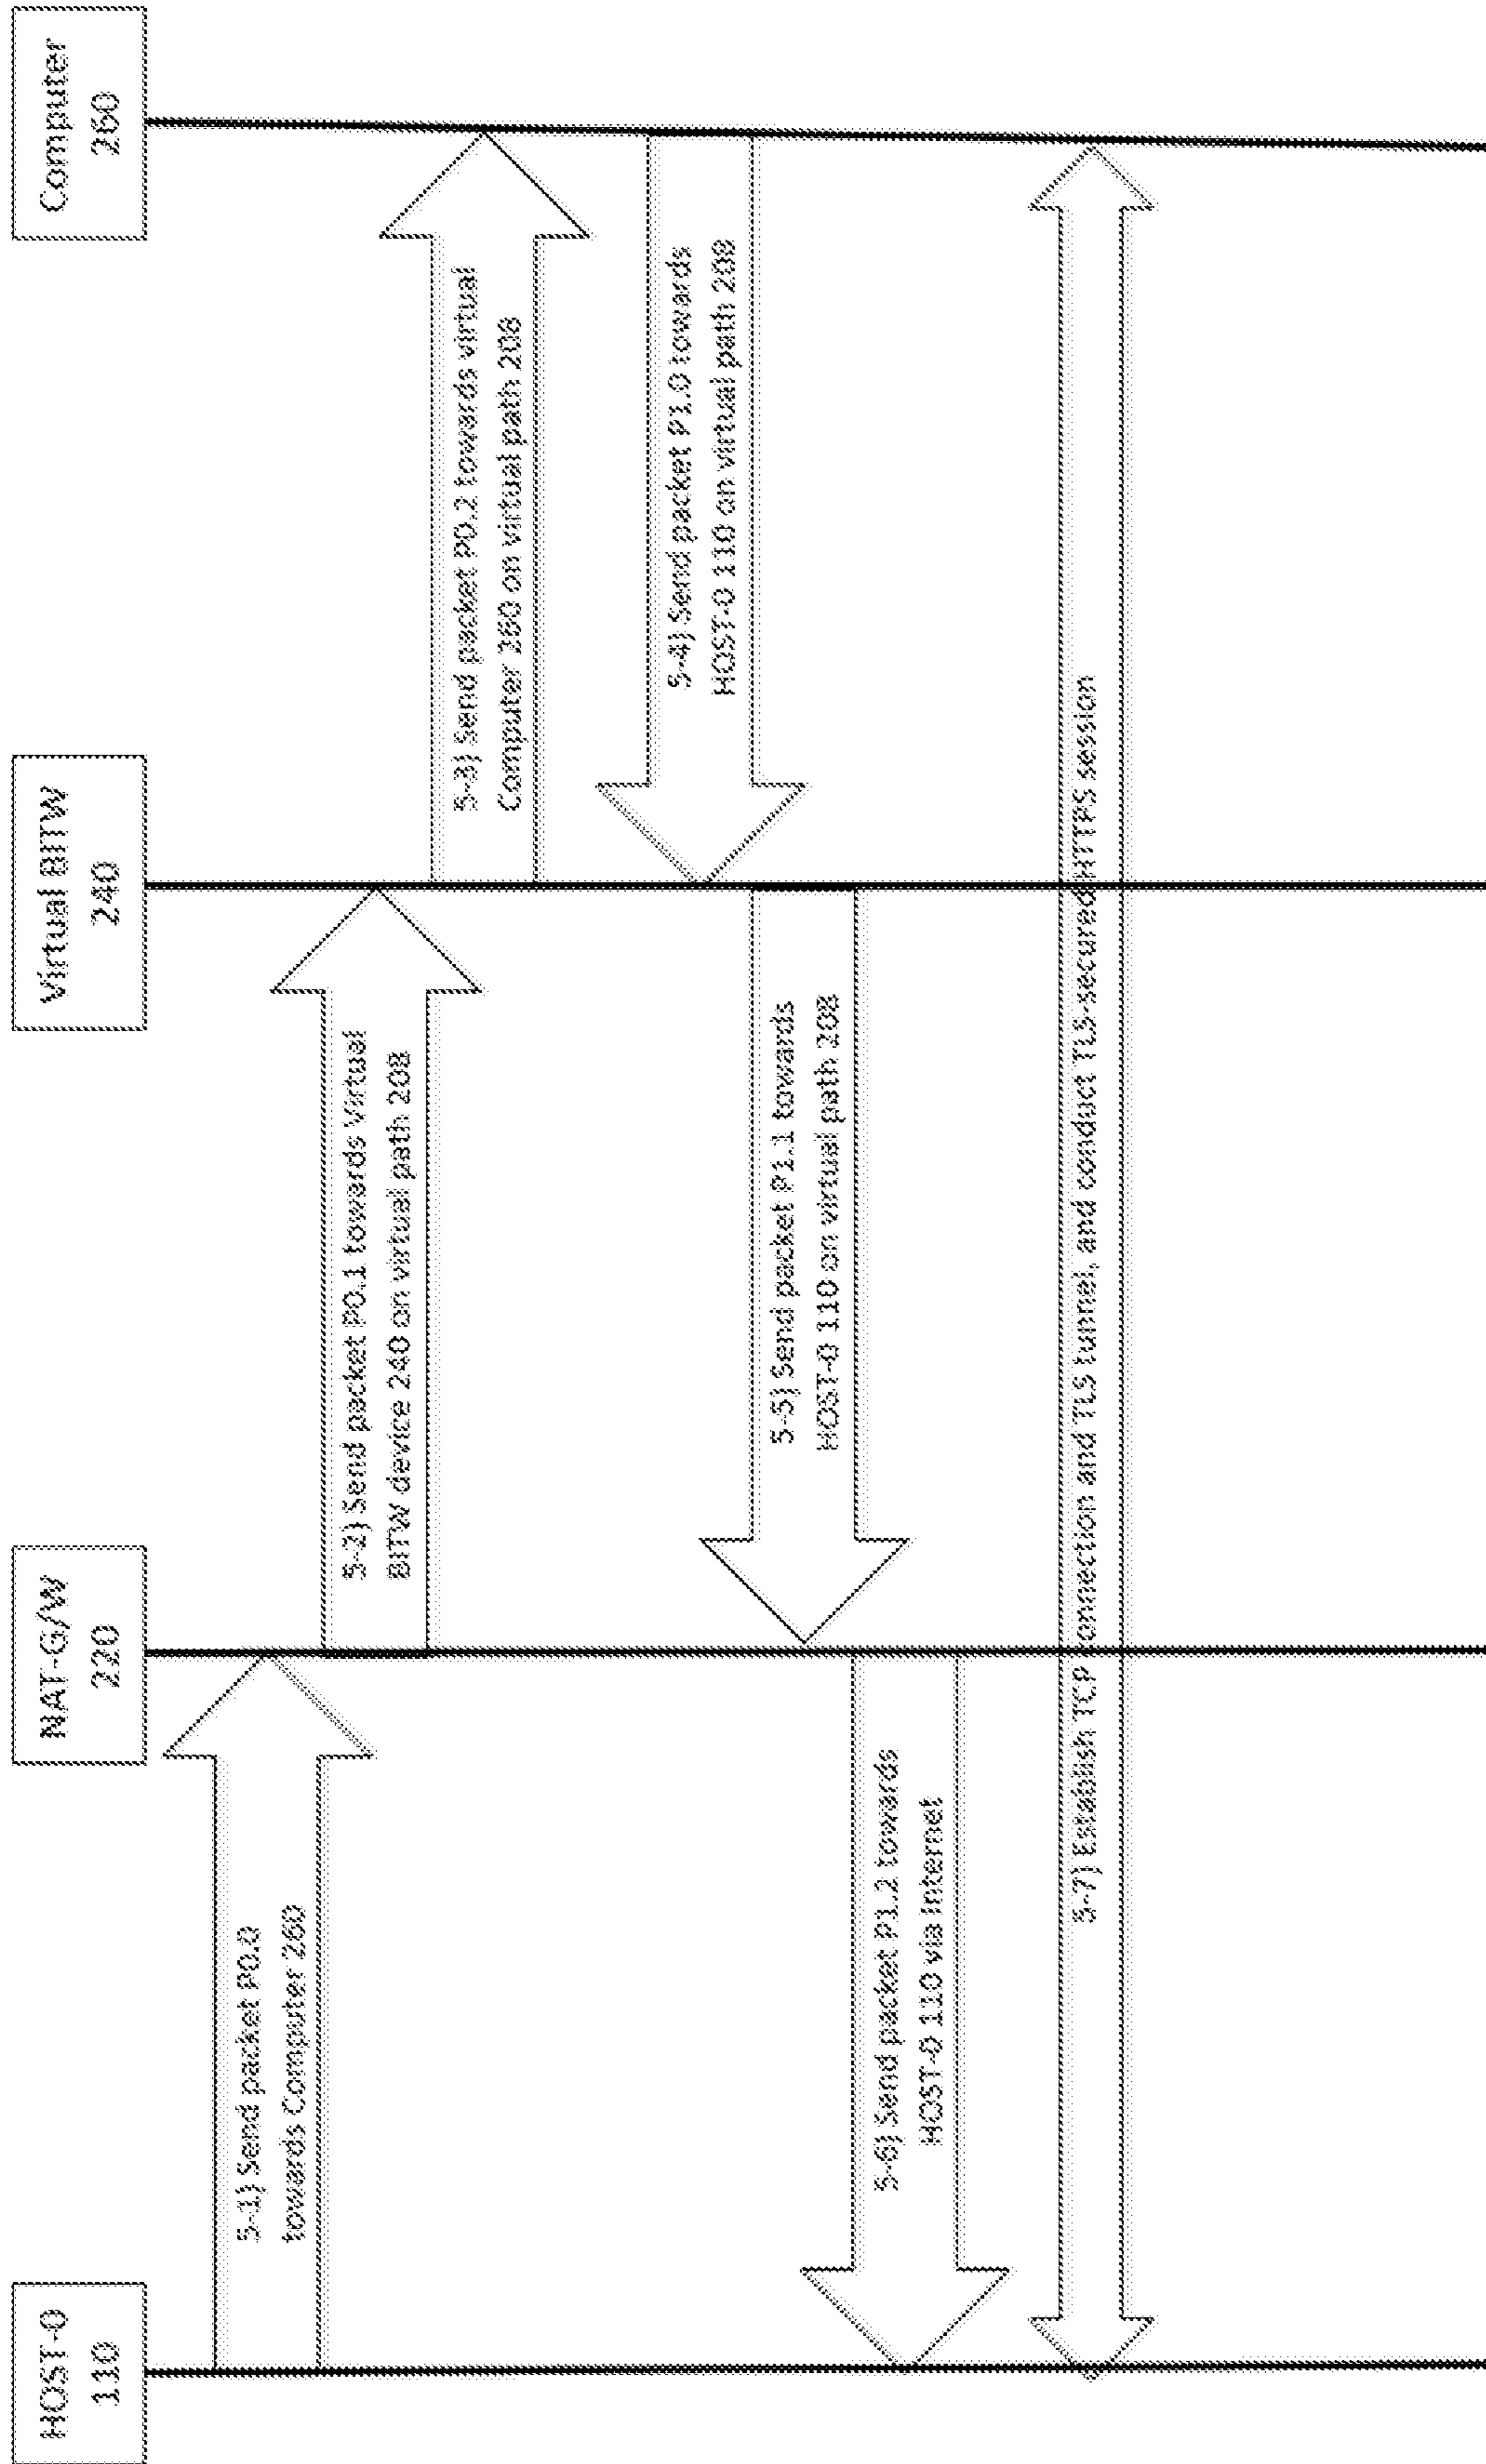 HOST-0
110
NAT-G/W
220
Virtual BITW
240
Computer
260
5-1) Send packet P0.0
towards Computer 260
5-2) Send packet P0.1 towards Virtual
BITW device 240 on virtual path 208
5-3) Send packet P0.2 towards virtual
Computer 260 on virtual path 208
5-4) Send packet P1.0 towards
HOST-0 110 on virtual path 208
5-5) Send packet P1.1 towards
HOST-0 110 on virtual path 208
5-6) Send packet P1.2 towards
HOST-0 110 via Internet
5-7) Establish TCP connection and TLS tunnel, and conduct TLS-secured HTTPS session